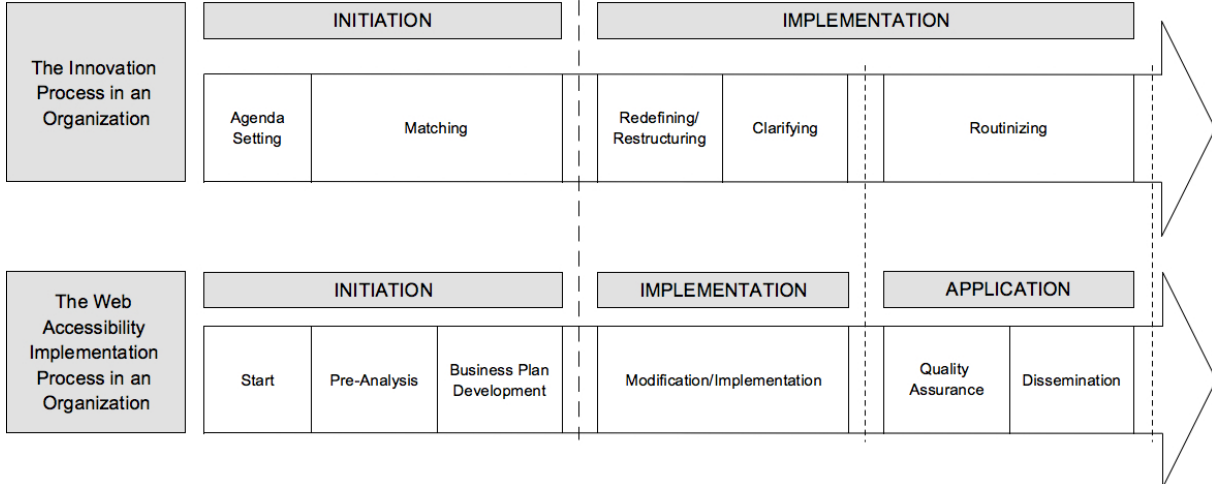 INITIATION
IMPLEMENTATION
The Innovation
Process in an
Organization
Agenda
Setting
Matching
Redefining/
Restructuring
Clarifying
Routinizing
INITIATION
IMPLEMENTATION
APPLICATION
The Web
Accessibility
Implementation
Process in an
Organization
Start
Pre-Analysis
Business Plan
Development
Modification/Implementation
Quality
Assurance
Dissemination